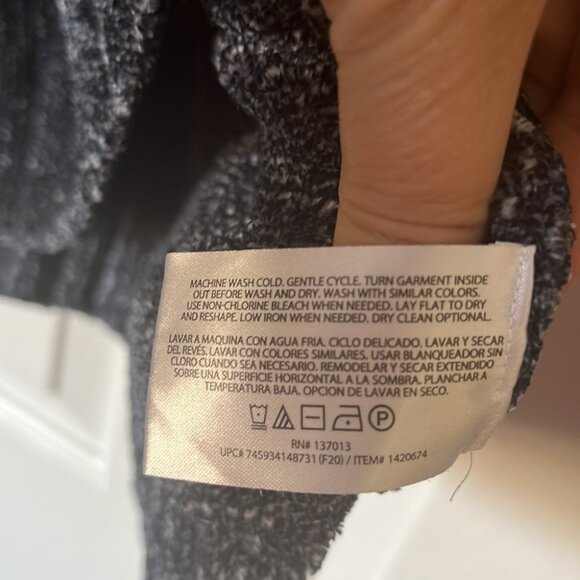 MACHINE WASH COLD. GENTLE CYCLE. TURN GARMENT INSIDE
OUT BEFORE WASH AND DRY. WASH WITH SIMILAR COLORS.
USE NON-CHLORINE BLEACH WHEN NEEDED. LAY FLAT TO DRY
AND RESHAPE. LOW IRON WHEN NEEDED. DRY CLEAN OPTIONAL.
LAVAR A MAQUINA CON AGUA FRIA. CICLO DELICADO. LAVAR Y SECAR
DEL REVÉS. LAVAR CON COLORES SIMILARES. USAR BLANQUEADOR SIN
CLORO CUANDO SEA NECESARIO. REMODELAR Y SECAR EXTENDIDO
SOBRE UNA SUPERFICIE HORIZONTAL A LA SOMBRA. PLANCHAR A
TEMPERATURA BAJA. OPCION DE LAVAR EN SECO.
P
RN# 137013
UPC# 745934148731 (F20) / ITEM# 1420674